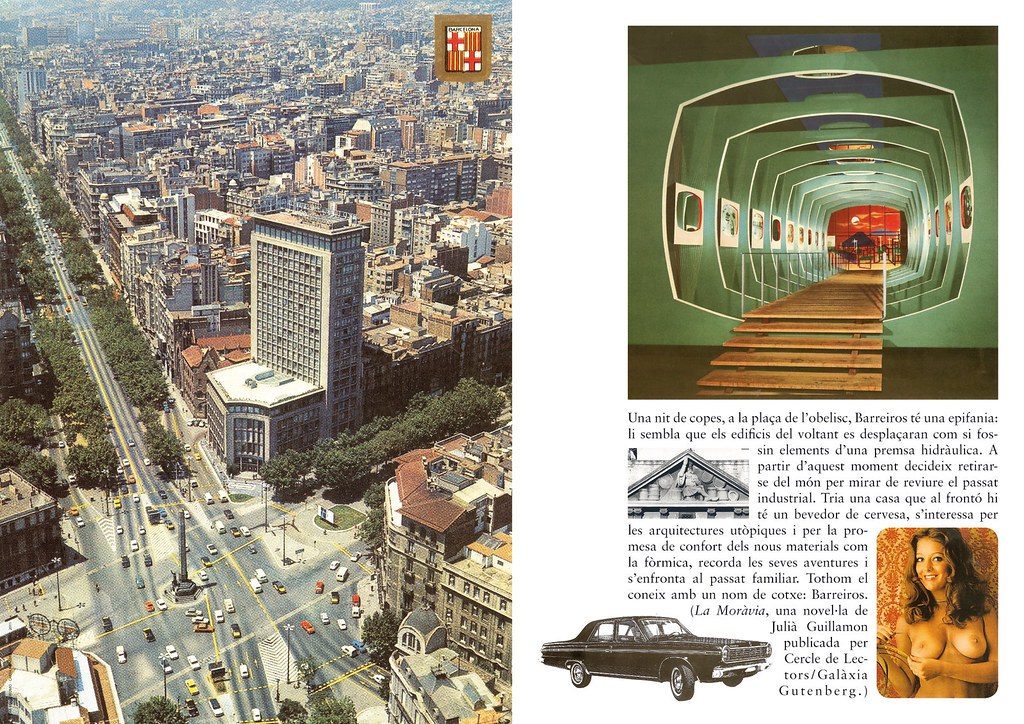 BARCELONA
Una nit de copes, a la plaça de l'obelisc, Barreiros té una epifania:
li sembla que els edificis del voltant es desplaçaran com si fos-
sin elements d'una premsa hidràulica. A
partir d'aquest moment decideix retirar-
se del món per mirar de reviure el passat
industrial. Tria una casa que al frontó hi
té un bevedor de cervesa, s'interessa per
les arquitectures utòpiques i per la pro-
mesa de confort dels nous materials com
la fòrmica, recorda les seves aventures i
s'enfronta al passat familiar. Tothom el
coneix amb un nom de cotxe: Barreiros.
(La Moràvia, una novel·la de
Julià Guillamon
publicada per
Cercle de Lec-
tors/Galàxia
Gutenberg.)